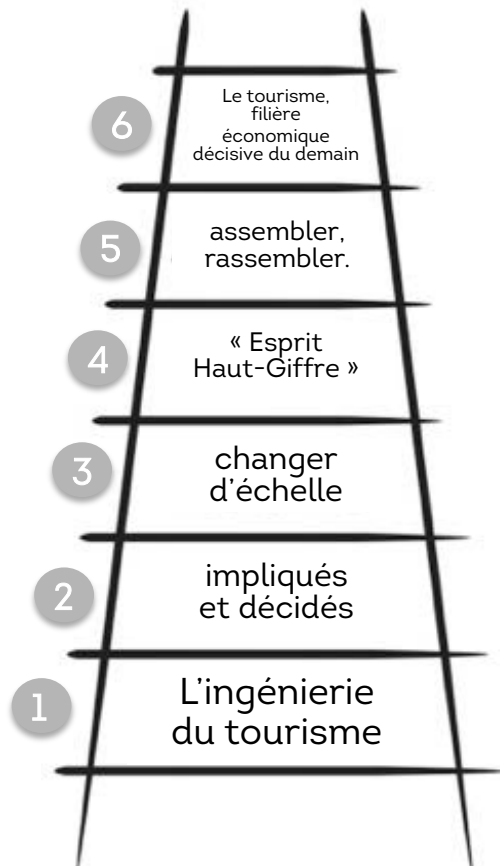 6
Le tourisme,
filière
économique
décisive du demain
5
assembler,
rassembler.
4
« Esprit
Haut-Giffre »
3
changer
d’échelle
2
impliqués
et décidés
1
L’ingénierie
du tourisme